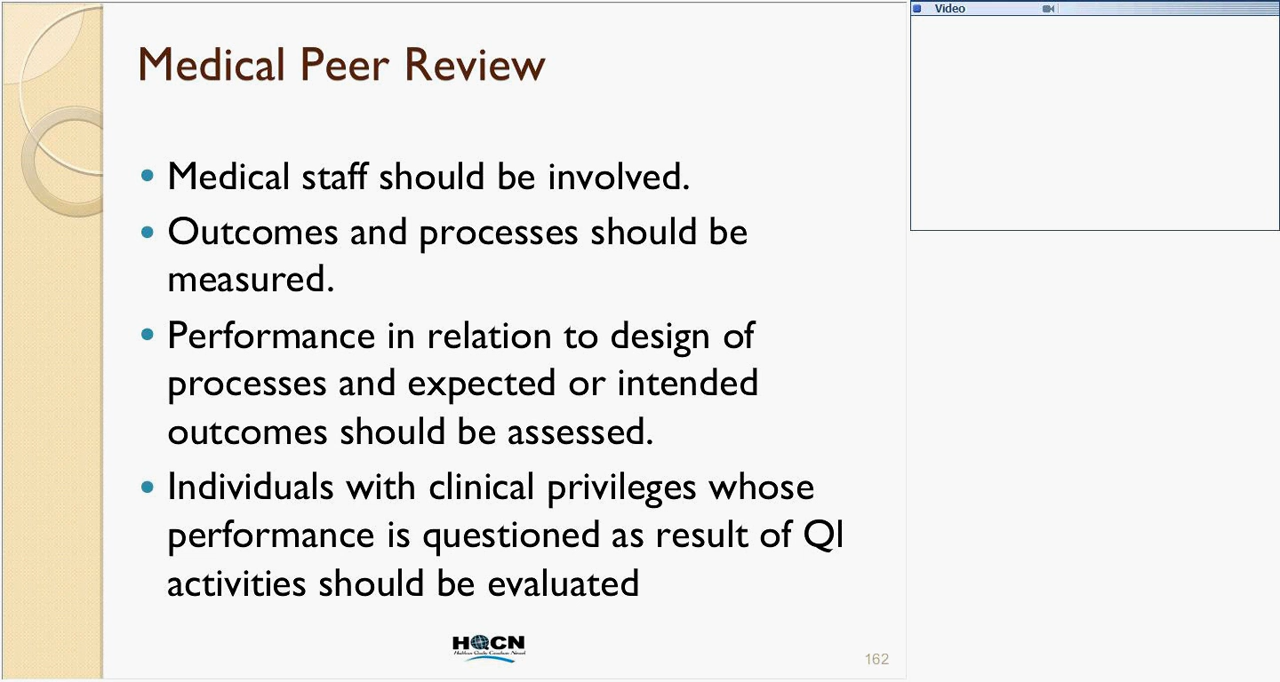 Video
Medical Peer Review
• Medical staff should be involved.
• Outcomes and processes should be
measured.
• Performance in relation to design of
processes and expected or intended
outcomes should be assessed.
• Individuals with clinical privileges whose
performance is questioned as result of QI
activities should be evaluated
HQCN
162